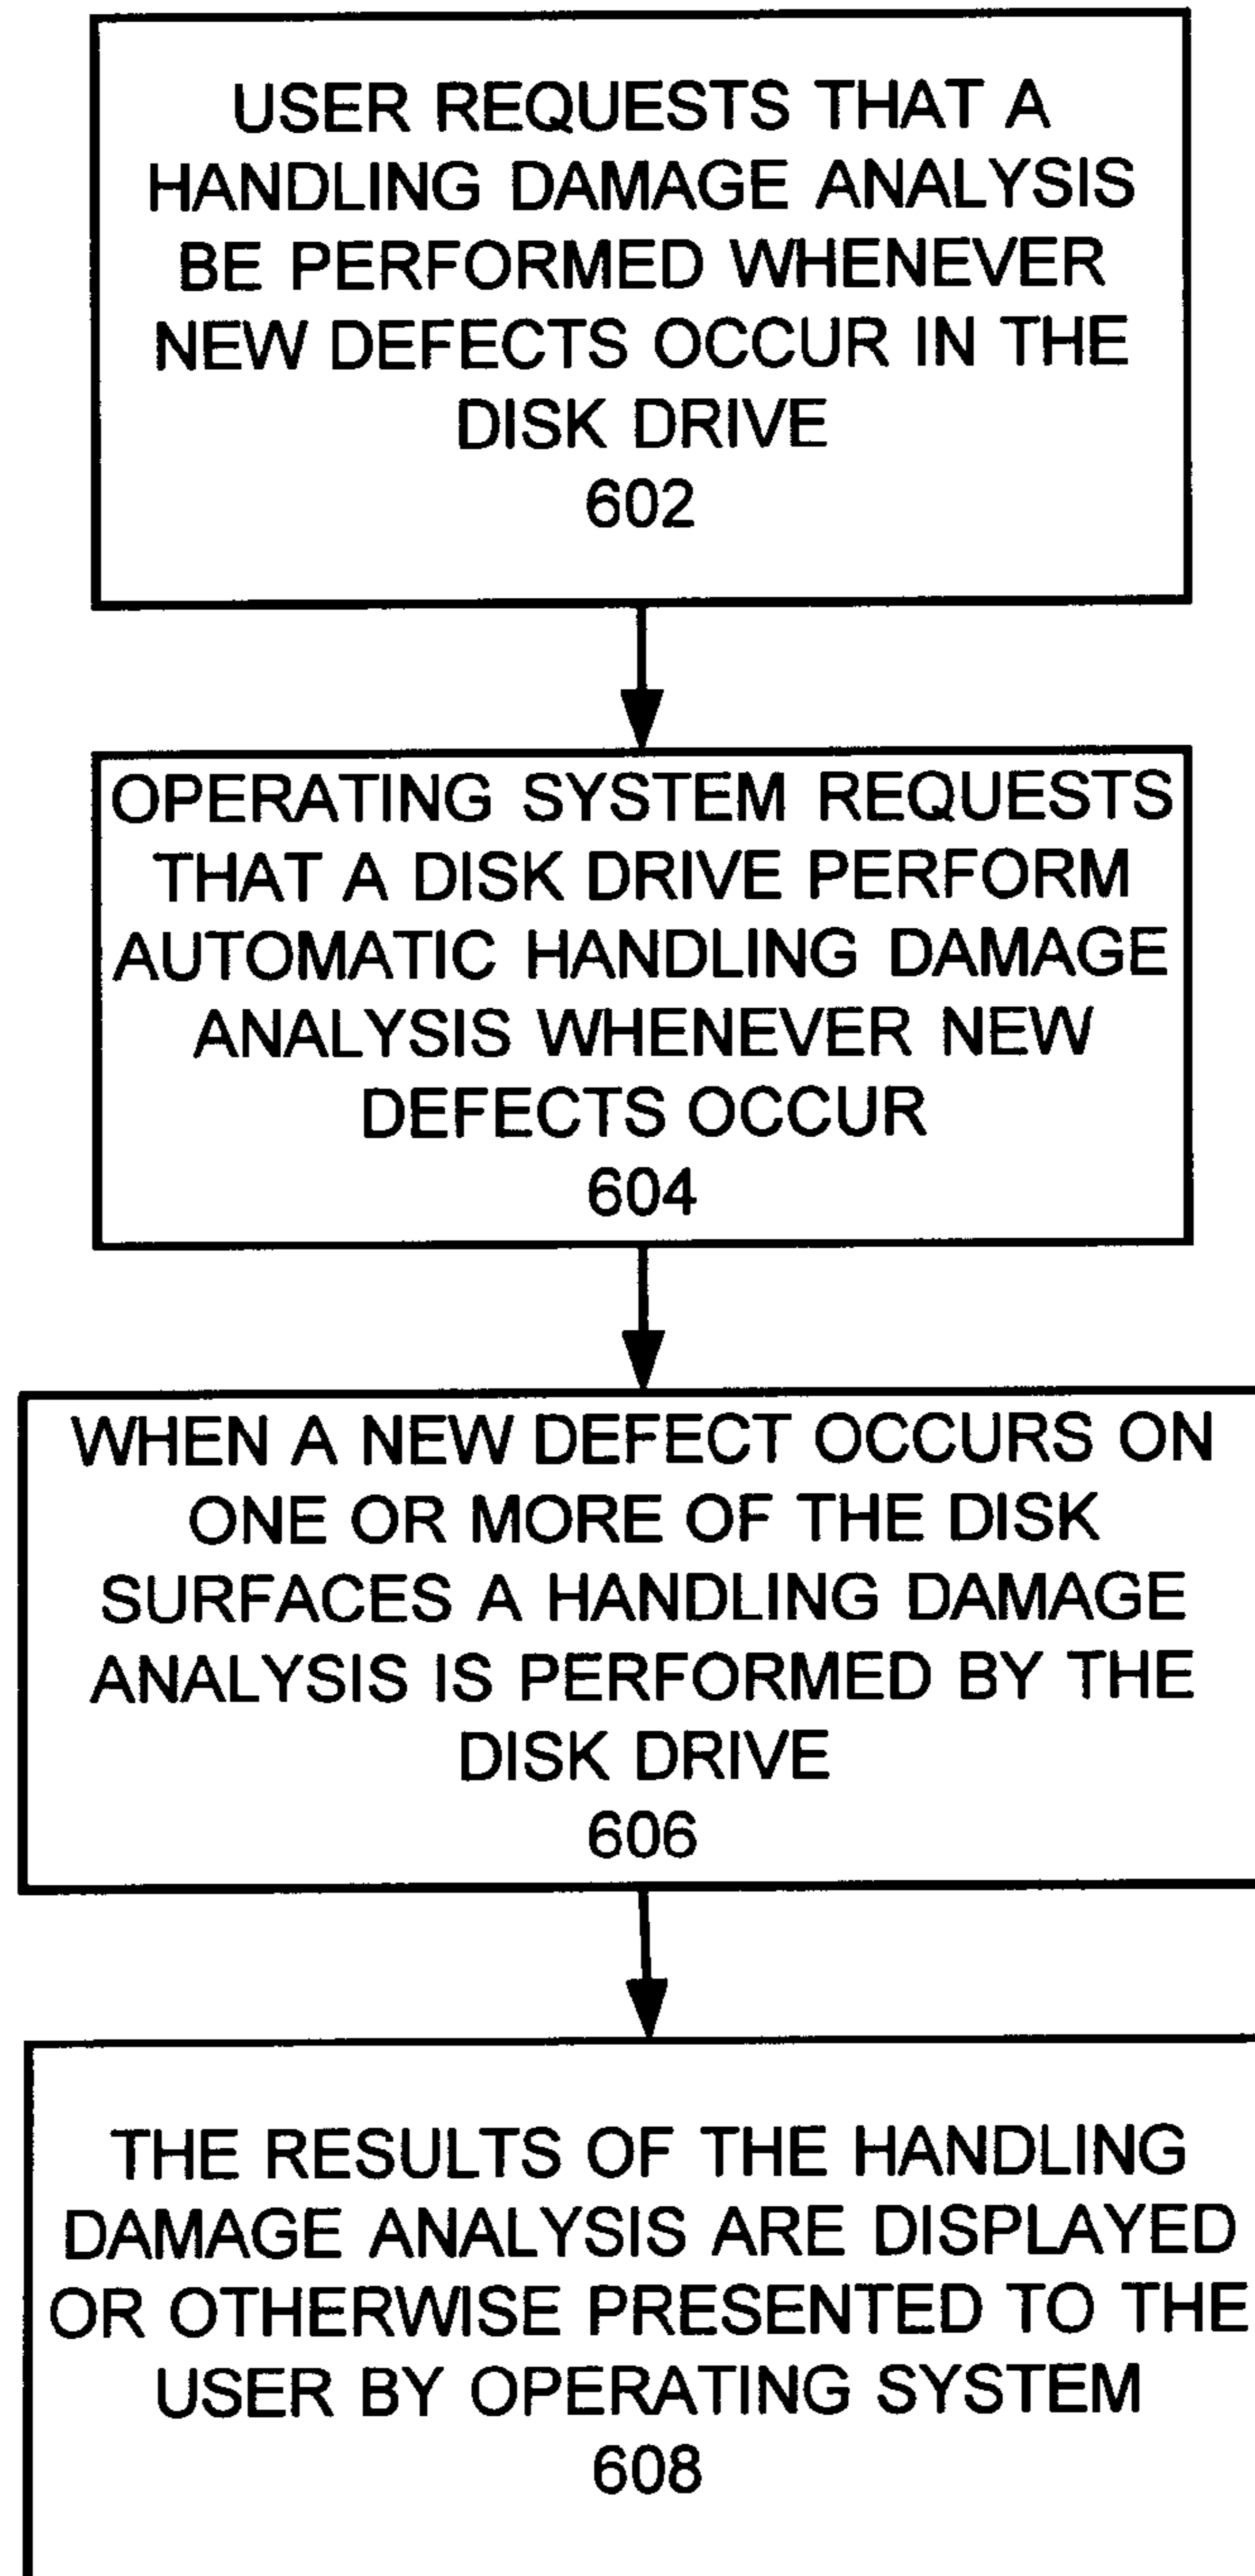 USER REQUESTS THAT A
HANDLING DAMAGE ANALYSIS
BE PERFORMED WHENEVER
NEW DEFECTS OCCUR IN THE
DISK DRIVE
602
OPERATING SYSTEM REQUESTS
THAT A DISK DRIVE PERFORM
AUTOMATIC HANDLING DAMAGE
ANALYSIS WHENEVER NEW
DEFECTS OCCUR
604
WHEN A NEW DEFECT OCCURS ON
ONE OR MORE OF THE DISK
SURFACES A HANDLING DAMAGE
ANALYSIS IS PERFORMED BY THE
DISK DRIVE
606
THE RESULTS OF THE HANDLING
DAMAGE ANALYSIS ARE DISPLAYED
OR OTHERWISE PRESENTED TO THE
USER BY OPERATING SYSTEM
608